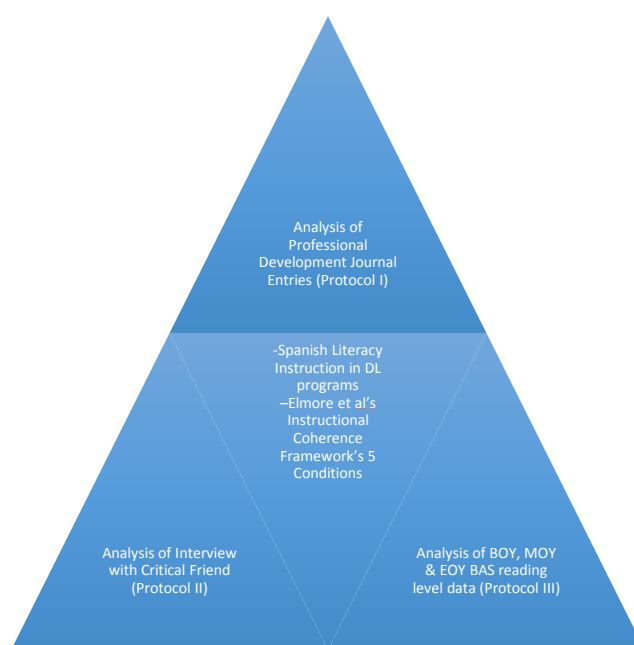 Analysis of
Professional
Development Journal
Entries (Protocol I)
-Spanish Literacy
Instruction in DL
programs
–Elmore et al's
Instructional
Coherence
Framework's 5
Conditions
Analysis of Interview
with Critical Friend
(Protocol II)
Analysis of BOY, MOY
& EOY BAS reading
level data (Protocol III)